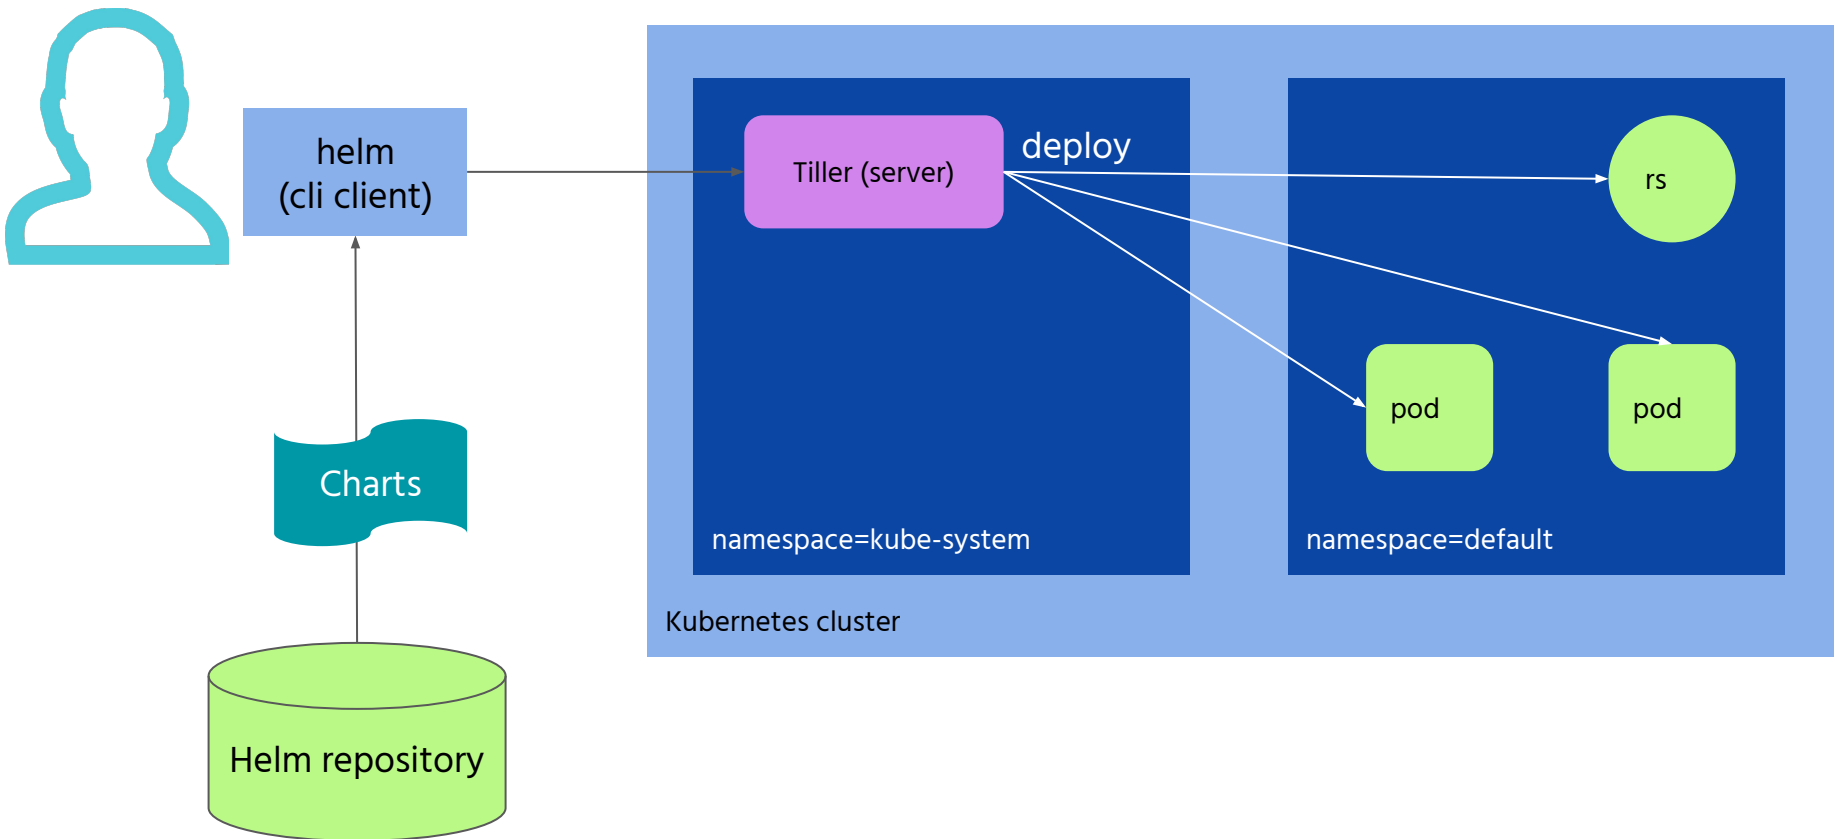 helm
(cli client)
Charts
Helm repository
Tiller (server)
deploy
rs
pod
pod
namespace=kube-system
namespace=default
Kubernetes cluster